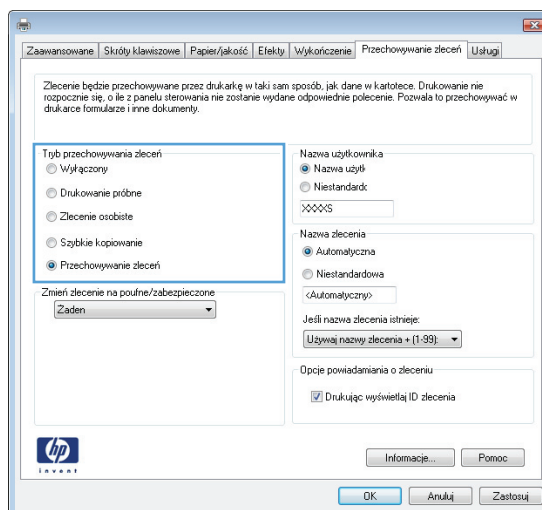 Zaawansowane Skróty klawiszowe Papier/jakość Efekty Wykończenie Przechowywanie zleceń Usługi
Zlecenie będzie przechowywane przez drukarkę w taki sam sposób, jak dane w kartotece. Drukowanie nie
rozpocznie się, o ile z panelu sterowania nie zostanie wydane odpowiednie polecenie. Pozwala to przechowywać w
drukarce formularze i inne dokumenty.
Tryb przechowywania zleceń
Wyłączony
Drukowanie próbne
Zlecenie osobiste
Szybkie kopiowanie
Przechowywanie zleceń
Zmień zlecenie na poufne/zabezpieczone
Żaden
Nazwa użytkownika
Nazwa użytk
Niestandardc
XXXXS
Nazwa zlecenia
Automatyczna
Niestandardowa
<Automatyczny>
Jeśli nazwa zlecenia istnieje:
Używaj nazwy zlecenia + (1-99):
Opcje powiadamiania o zleceniu
Drukując wyświetlaj ID zlecenia
hp
invent
Informacje... Pomoc
OK Anuluj Zastosuj